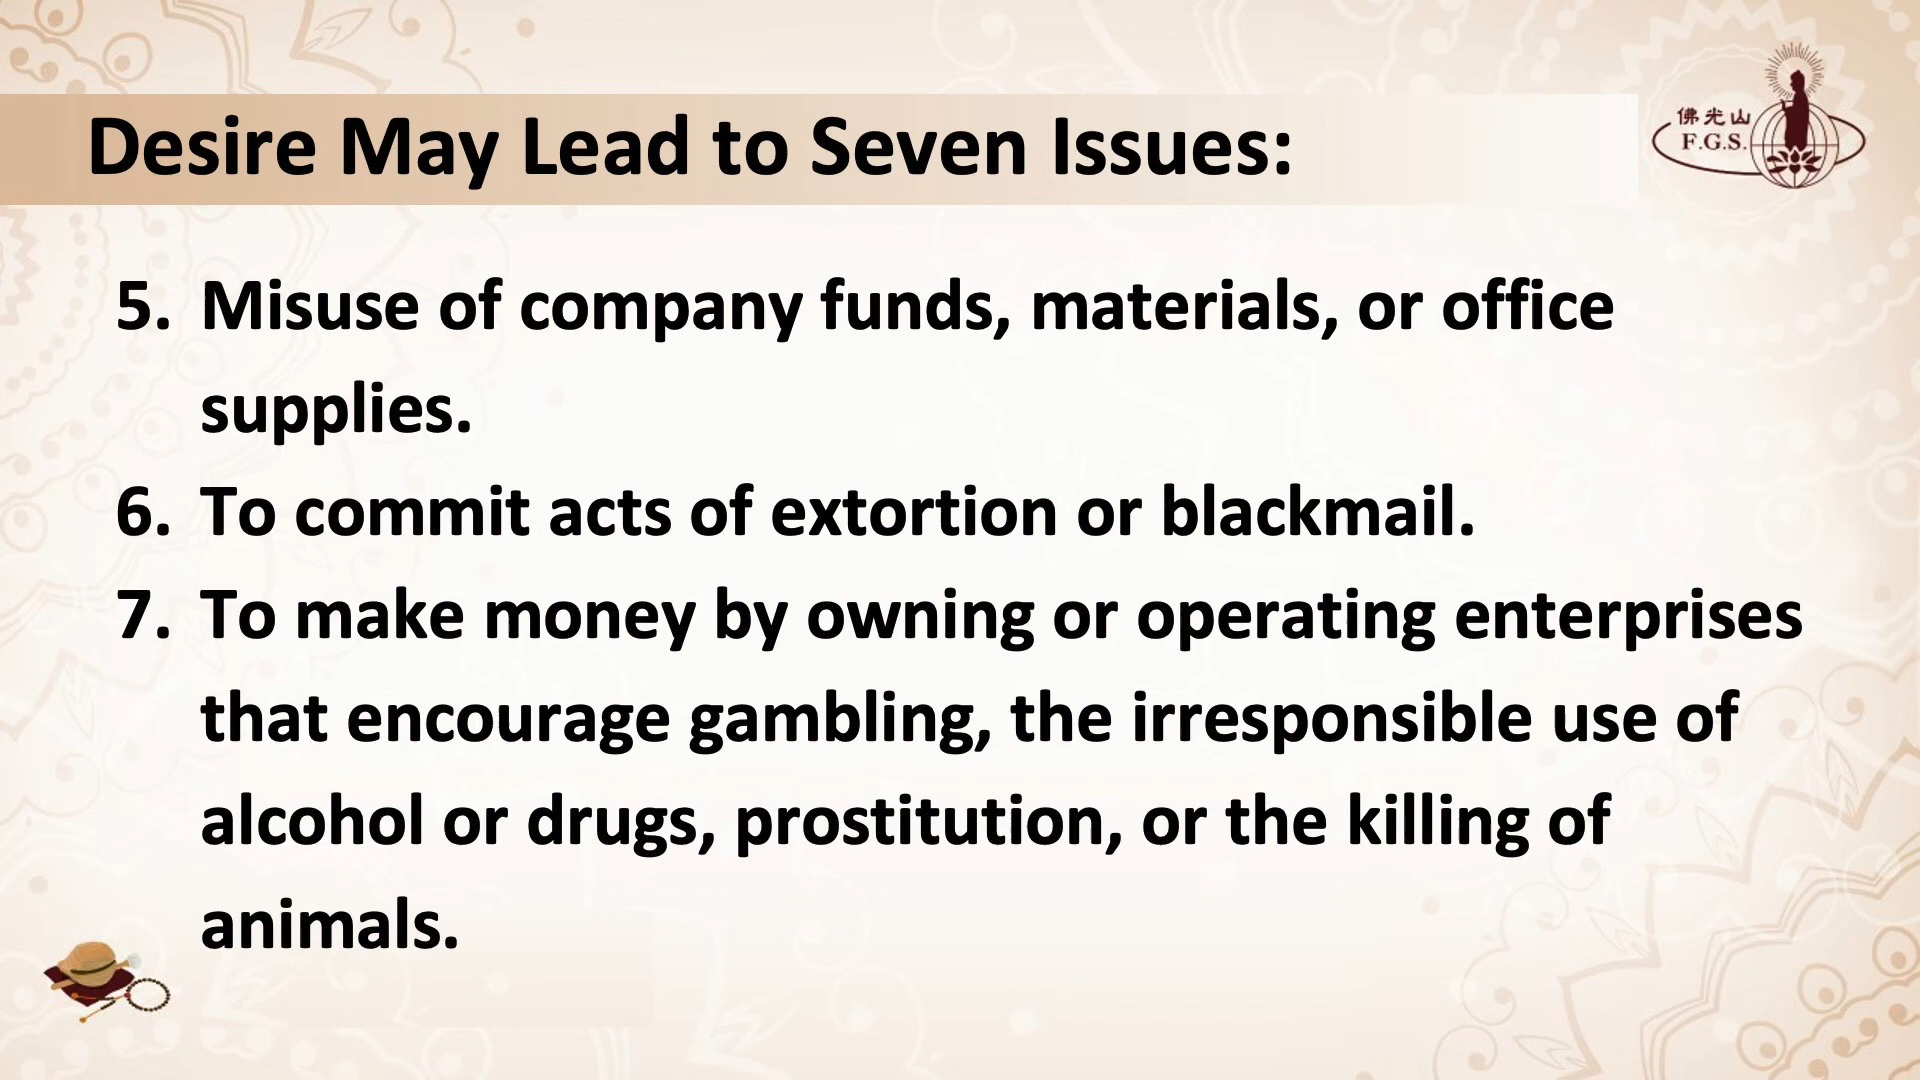 Desire May Lead to Seven Issues:
佛光山
F.G.S.
5. Misuse of company funds, materials, or office
supplies.
6. To commit acts of extortion or blackmail.
7. To make money by owning or operating enterprises
that encourage gambling, the irresponsible use of
alcohol or drugs, prostitution, or the killing of
animals.